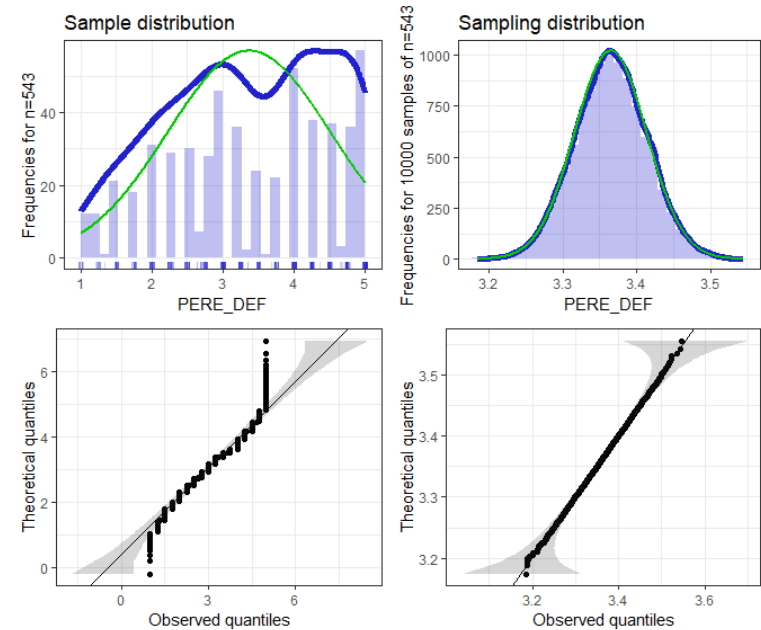 Sample distribution
Frequencies for n=543
40
20
0
1 2 3 4 5
PERE_DEF
Sampling distribution
Frequencies for 10000 samples of n=543
1000
750
500
250
0
3.2 3.3 3.4 3.5
PERE_DEF
Theoretical quantiles
6
4
2
0
0 3 6
Observed quantiles
Theoretical quantiles
3.5
3.4
3.3
3.2
3.2 3.4 3.6
Observed quantiles